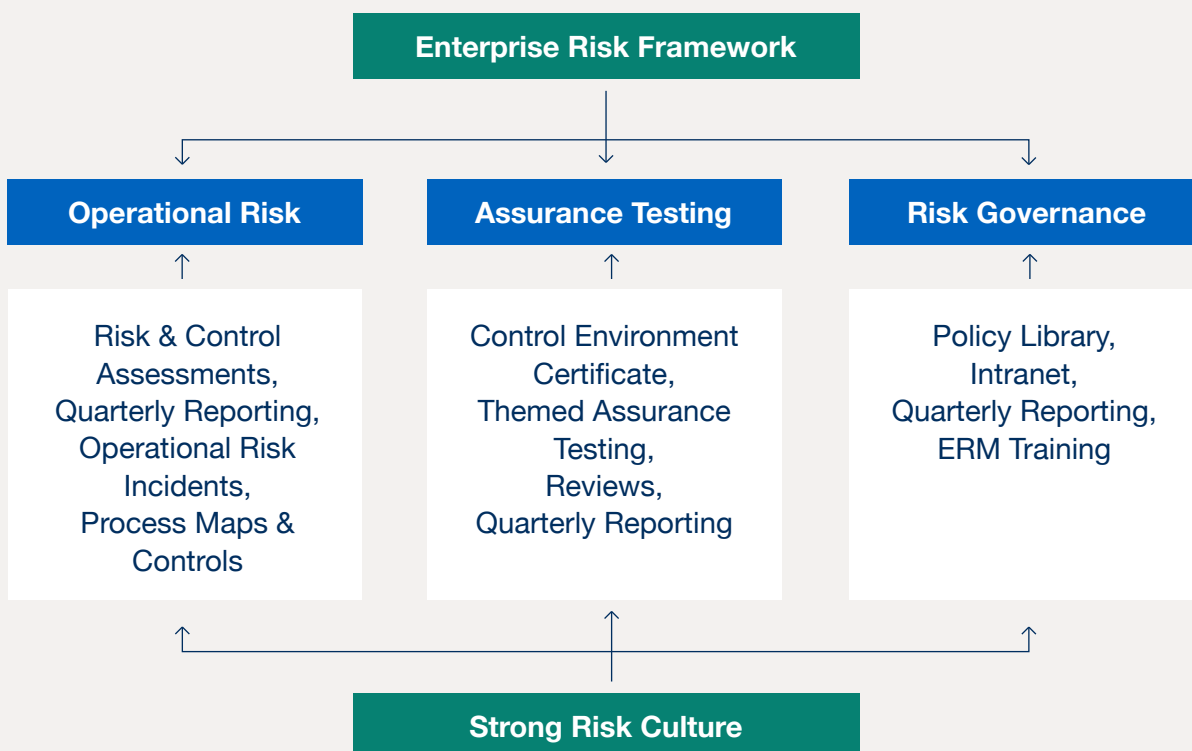 Enterprise Risk Framework
Operational Risk
Assurance Testing
Risk Governance
Risk & Control
Assessments,
Quarterly Reporting,
Operational Risk
Incidents,
Process Maps &
Controls
Control Environment
Certificate,
Themed Assurance
Testing,
Reviews,
Quarterly Reporting
Policy Library,
Intranet,
Quarterly Reporting,
ERM Training
Strong Risk Culture